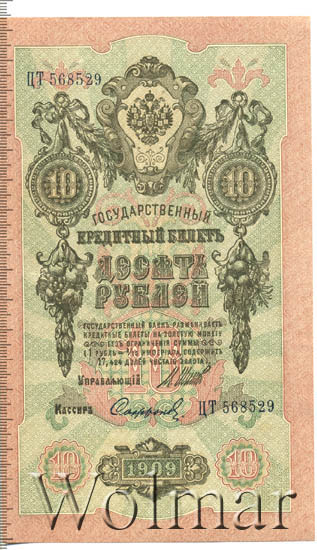 ЦТ 568529
10 10
ГОСУДАРСТВЕННЫЙ
КРЕДИТНЫЙ БИЛЕТЪ
ДЕСЯТЬ
РУБЛЕЙ
ГОСУДАРСТВЕННЫЙ БАНКЪ РАЗМѢНИВАЕТЪ
КРЕДИТНЫЕ БИЛЕТЫ НА ЗОЛОТУЮ МОНЕТУ
БЕЗЪ ОГРАНИЧЕНІЯ СУММЫ
(1 РУБЛЬ = 1/15 ИМПЕРІАЛА, СОДЕРЖИТЪ
17,424 ДОЛЕЙ ЧИСТАГО ЗОЛОТА)
Управляющій
Кассиръ ЦТ 568529
10 1909 10
Wolmar